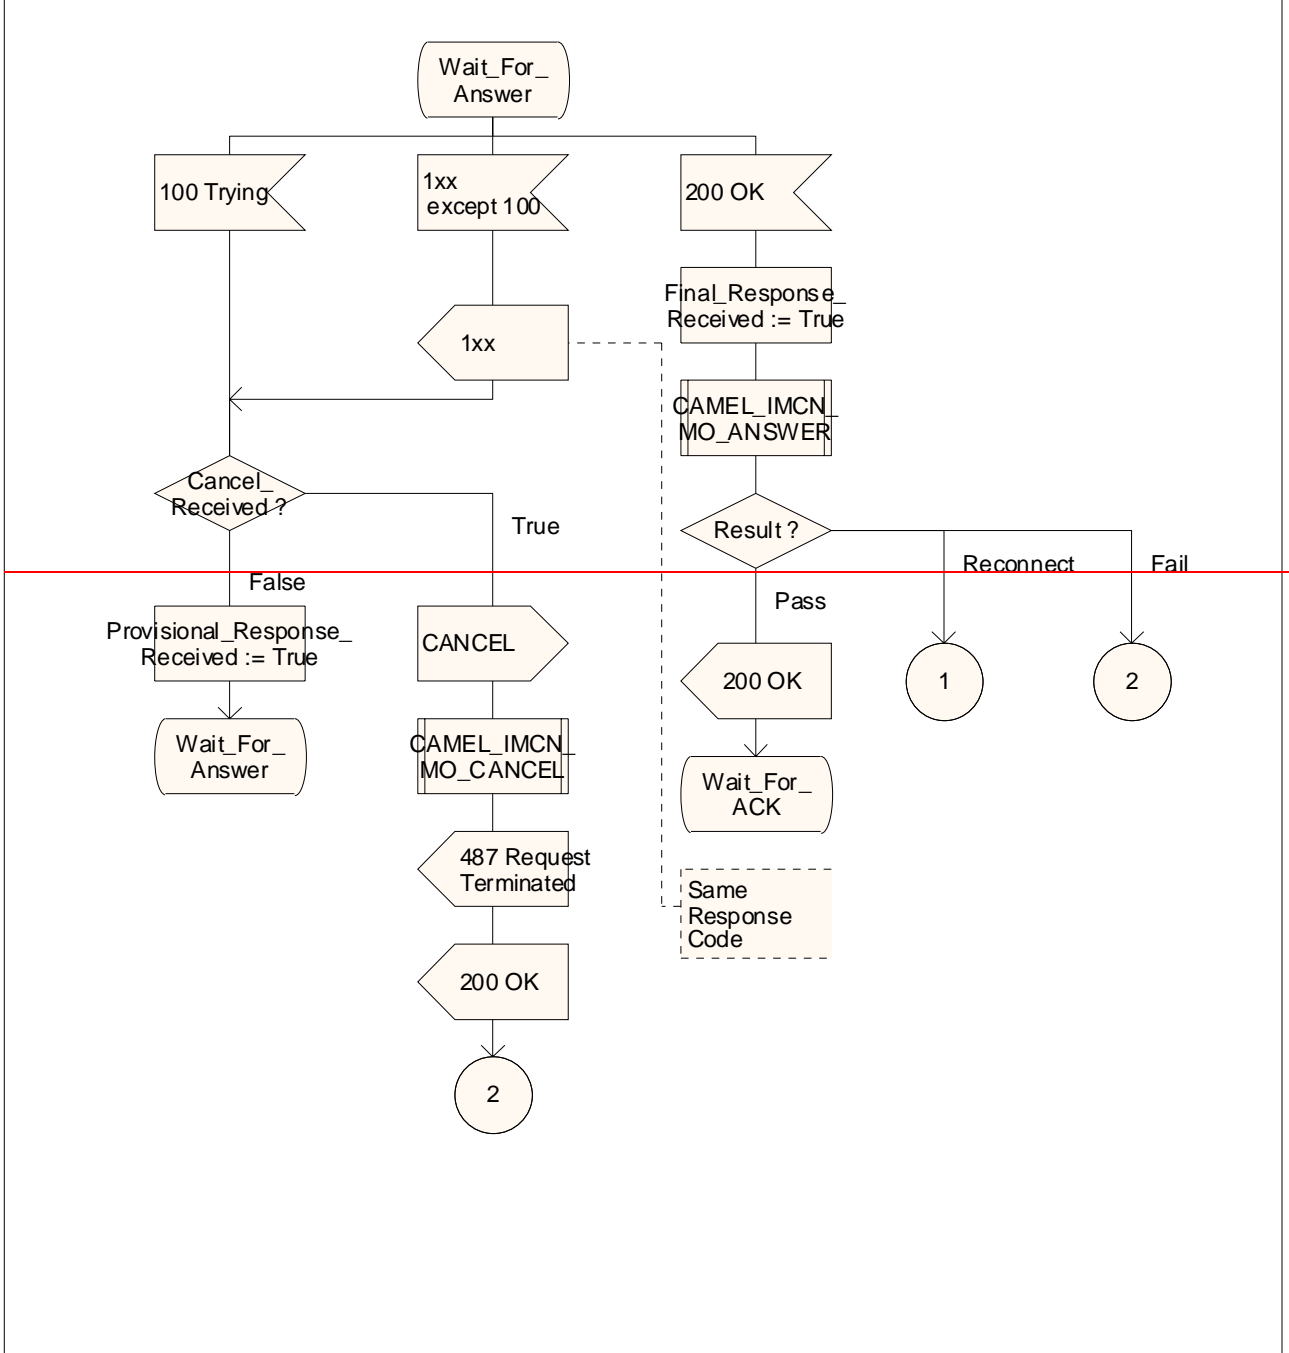 Wait_For_
Answer
100 Trying
1xx
except 100
200 OK
Final_Response_
Received := True
1xx
CAMEL_IMCN_
MO_ANSWER
Cancel_
Received ?
True
Result ?
Reconnect
Fail
False
Pass
Provisional_Response_
Received := True
CANCEL
200 OK
1
2
Wait_For_
Answer
CAMEL_IMCN_
MO_CANCEL
Wait_For_
ACK
487 Request
Terminated
Same
Response
Code
200 OK
2